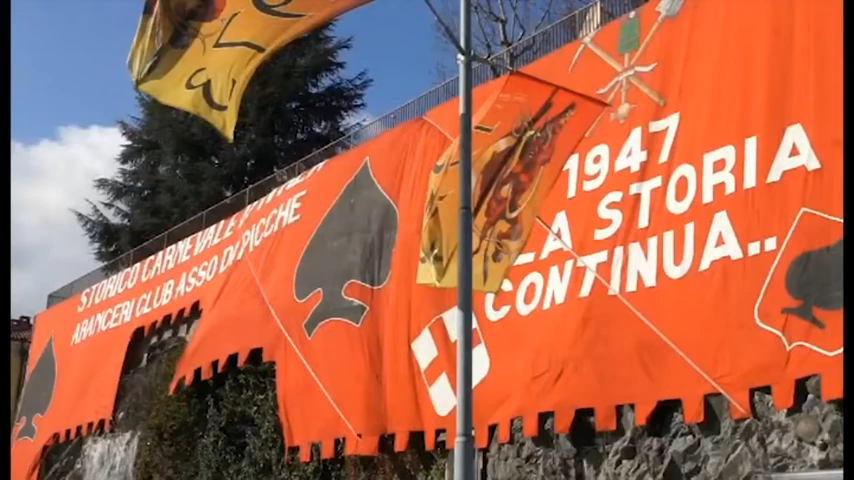 STORICO CARNEVALE D'IVREA
ARANCERI CLUB ASSO DI PICCHE
1947
LA STORIA
CONTINUA...